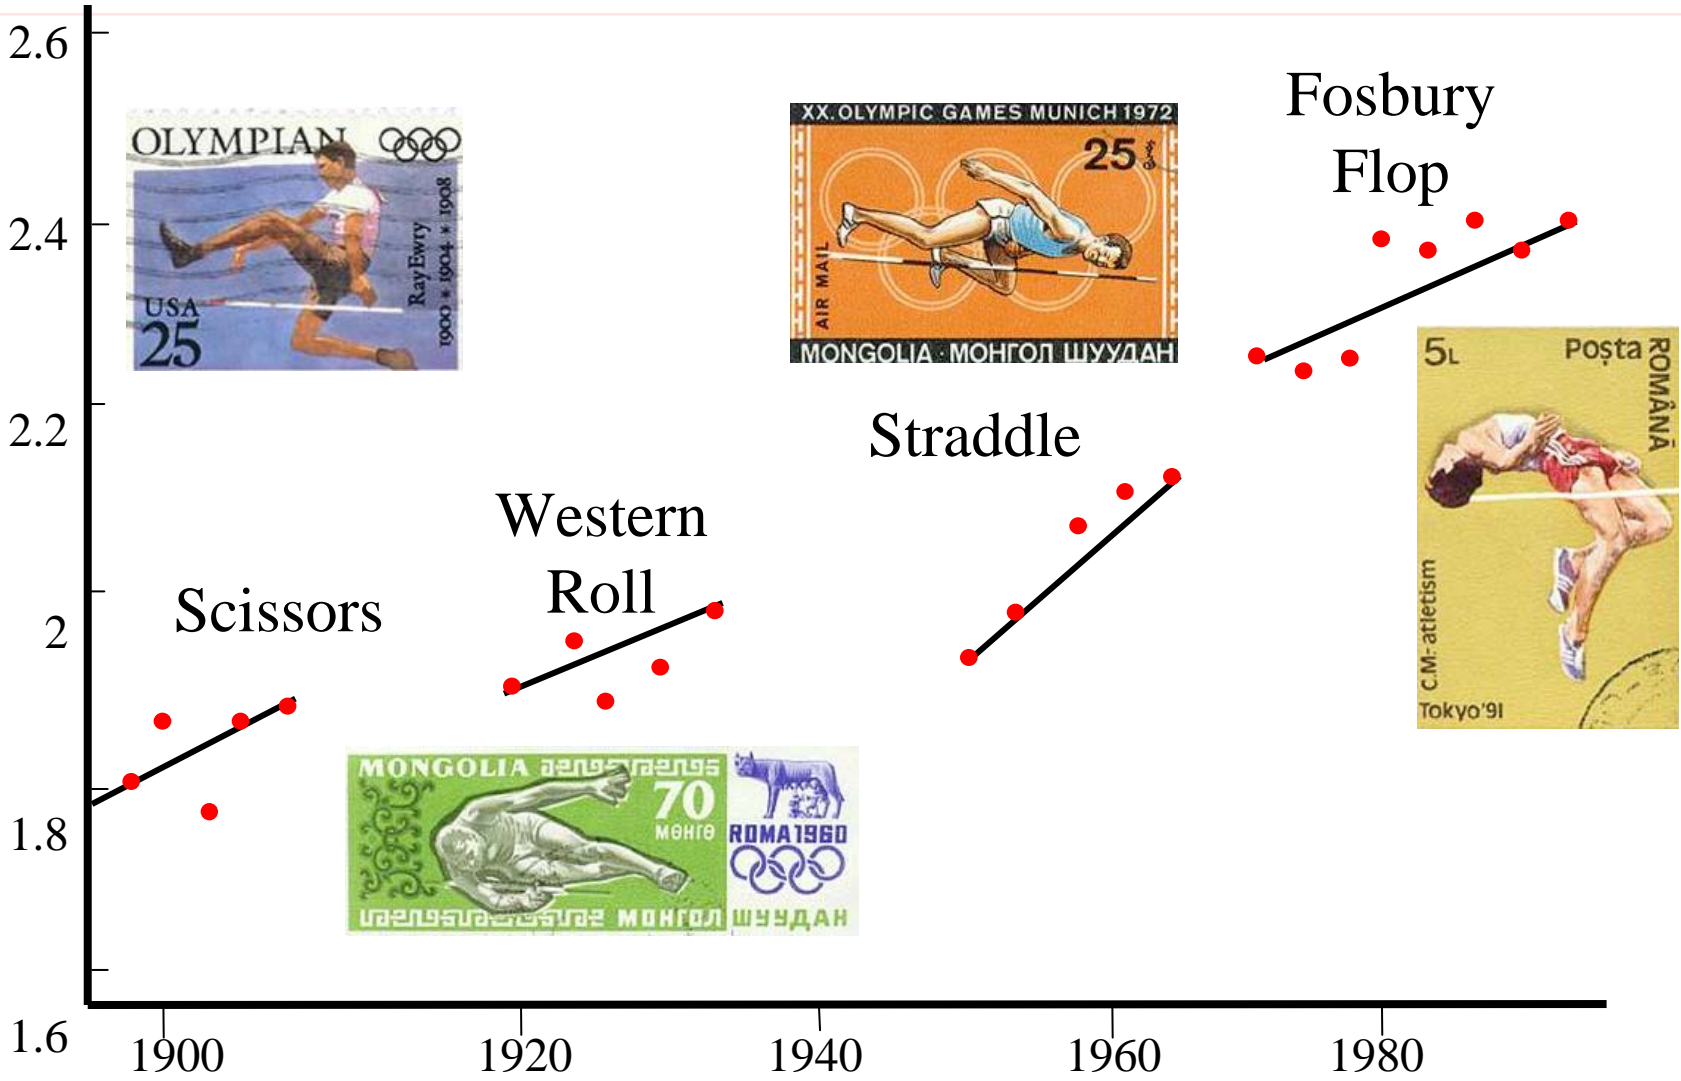 2.6
2.4
2.2
2
1.8
1.6
1900
1920
1940
1960
1980
Scissors
Western
Roll
Straddle
Fosbury
Flop
OLYMPIAN
USA
25
Ray Ewry
1900 * 1904 * 1908
XX. OLYMPIC GAMES MUNICH 1972
25
AIR MAIL
MONGOLIA · МОНГОЛ ШУУДАН
MONGOLIA
70
МӨНГӨ
ROMA 1960
МОНГОЛ ШУУДАН
5L
Poşta
ROMÂNĂ
C.M-atletism
Tokyo'91